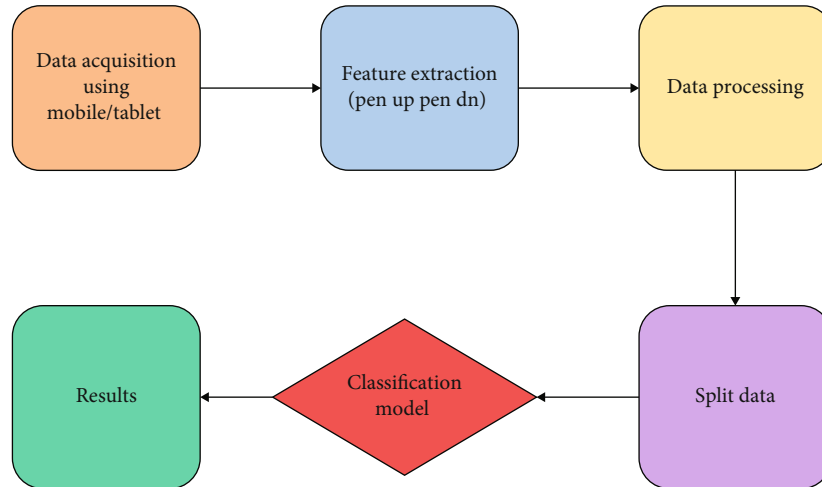 Data acquisition
using
mobile/tablet
Feature extraction
(pen up pen dn)
Data processing
Results
Classification
model
Split data